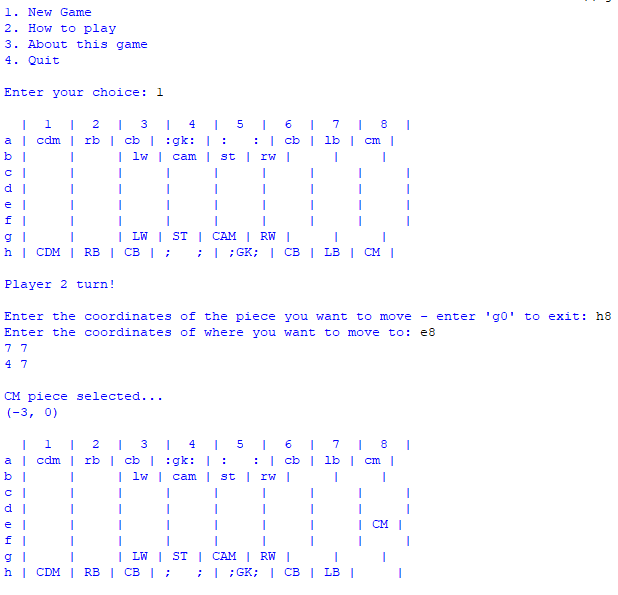 1. New Game
2. How to play
3. About this game
4. Quit
Enter your choice: 1
  |  1  |  2  |  3  |  4  |  5  |  6  |  7  |  8  |
a | cdm | rb | cb | :gk: | :   : | cb | lb | cm |
b |     |     | lw | cam | st | rw |     |     |
c |     |     |     |     |     |     |     |     |
d |     |     |     |     |     |     |     |     |
e |     |     |     |     |     |     |     |     |
f |     |     |     |     |     |     |     |     |
g |     |     | LW | ST | CAM | RW |     |     |
h | CDM | RB | CB | ;   ; | ;GK; | CB | LB | CM |
Player 2 turn!
Enter the coordinates of the piece you want to move - enter 'g0' to exit: h8
Enter the coordinates of where you want to move to: e8
7 7
4 7
CM piece selected...
(-3, 0)
  |  1  |  2  |  3  |  4  |  5  |  6  |  7  |  8  |
a | cdm | rb | cb | :gk: | :   : | cb | lb | cm |
b |     |     | lw | cam | st | rw |     |     |
c |     |     |     |     |     |     |     |     |
d |     |     |     |     |     |     |     |     |
e |     |     |     |     |     |     |     | CM |
f |     |     |     |     |     |     |     |     |
g |     |     | LW | ST | CAM | RW |     |     |
h | CDM | RB | CB | ;   ; | ;GK; | CB | LB |     |